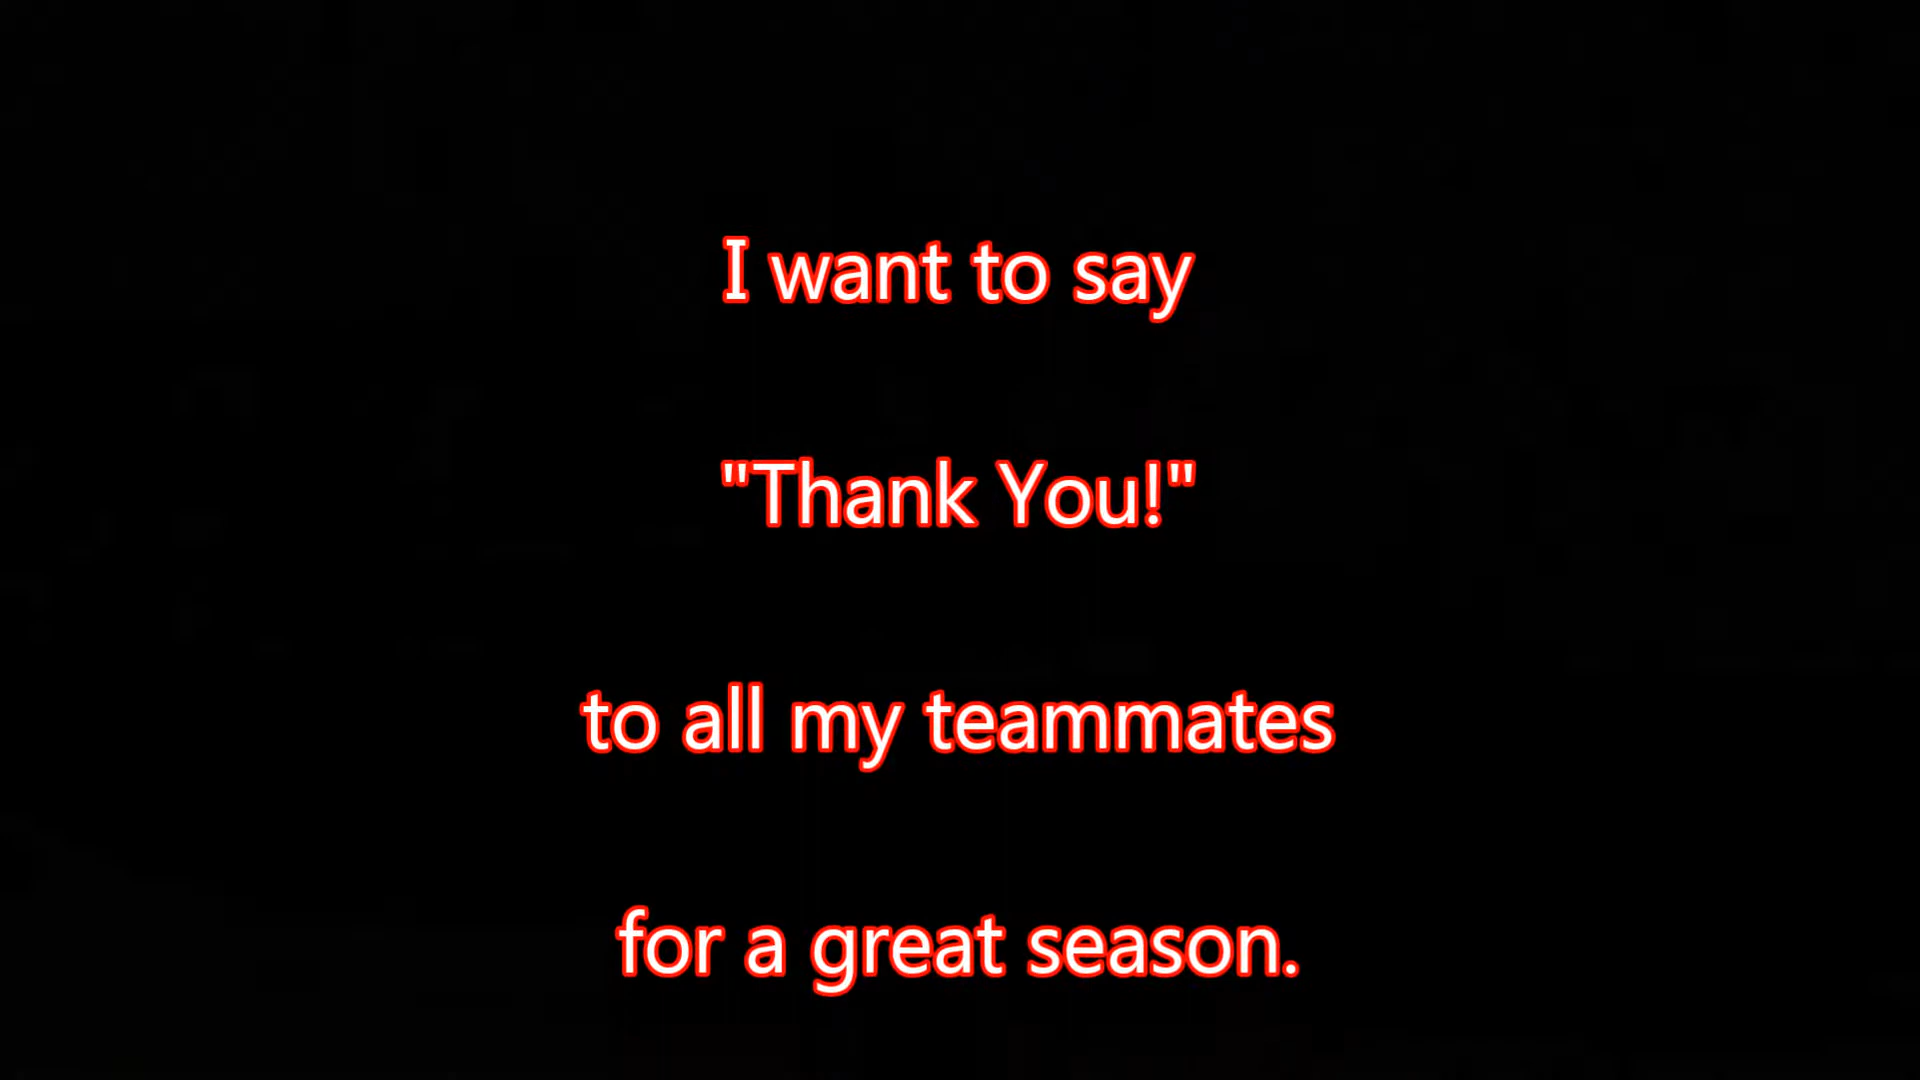 I want to say
"Thank You!"
to all my teammates
for a great season.